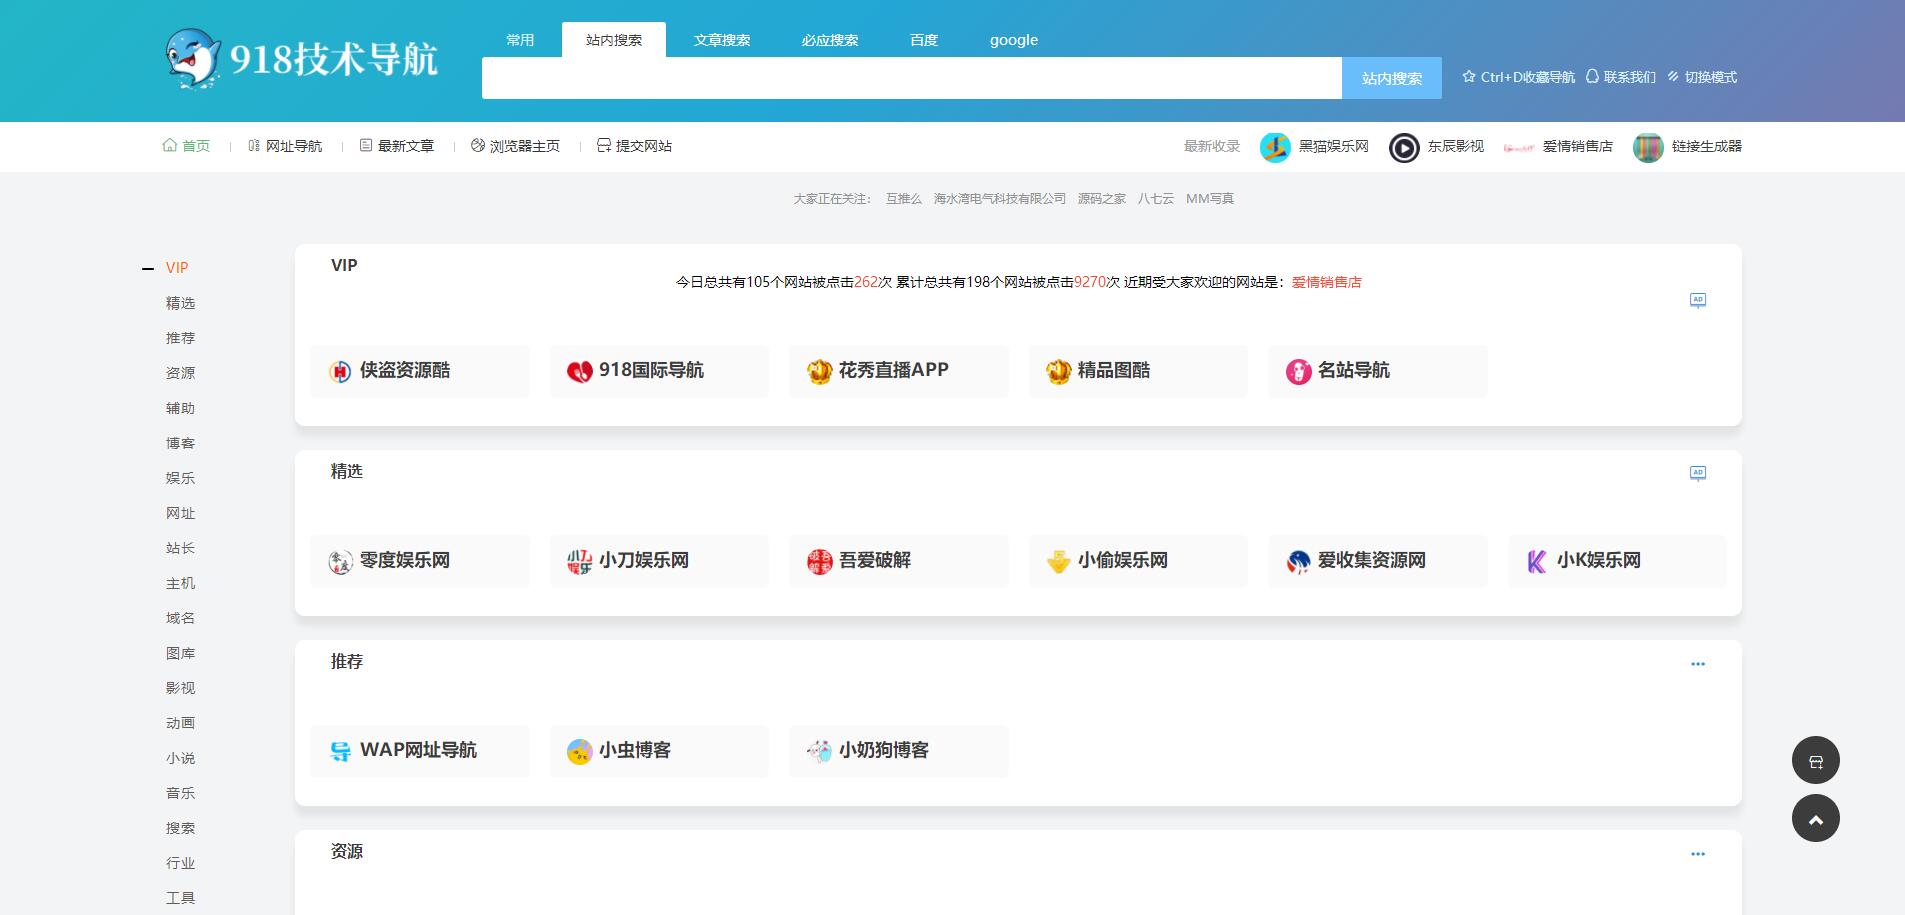 918技术导航
常用 站内搜索 文章搜索 必应搜索 百度 google
站内搜索
Ctrl+D收藏导航 联系我们 切换模式
首页 网址导航 最新文章 浏览器主页 提交网站
最新收录 黑猫娱乐网 东辰影视 爱情销售店 链接生成器
大家正在关注： 互推么 海水湾电气科技有限公司 源码之家 八七云 MM写真
VIP
精选
推荐
资源
辅助
博客
娱乐
网址
站长
主机
域名
图库
影视
动画
小说
音乐
搜索
行业
工具
VIP
今日总共有105个网站被点击262次 累计总共有198个网站被点击9270次 近期受大家欢迎的网站是：爱情销售店
AD
侠盗资源酷 918国际导航 花秀直播APP 精品图酷 名站导航
精选
AD
零度娱乐网 小刀娱乐网 吾爱破解 小偷娱乐网 爱收集资源网 小K娱乐网
推荐
WAP网址导航 小虫博客 小奶狗博客
资源